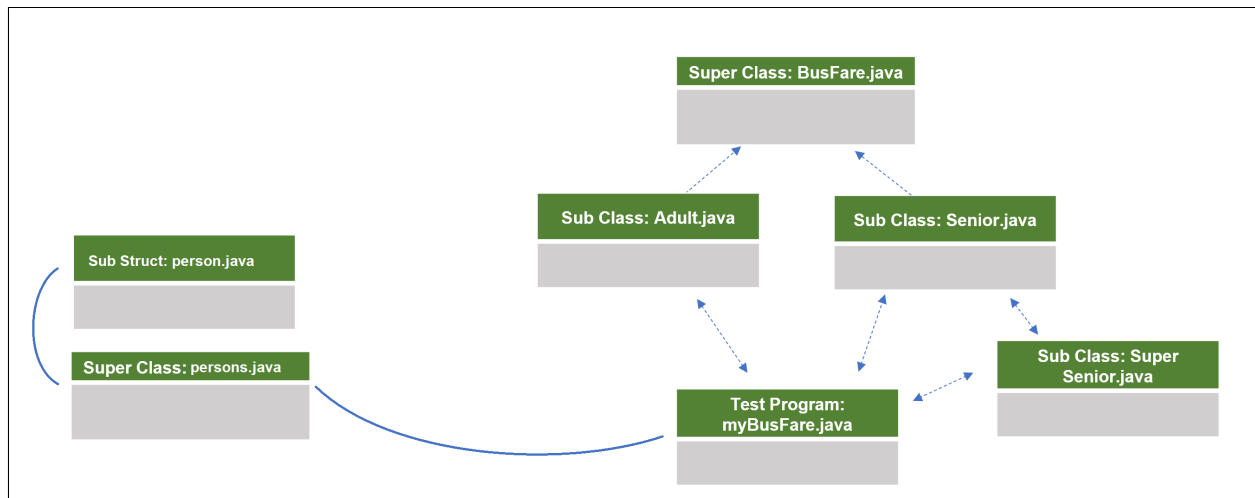 Super Class: BusFare.java
Sub Class: Adult.java
Sub Class: Senior.java
Sub Struct: person.java
Super Class: persons.java
Sub Class: Super
Senior.java
Test Program:
myBusFare.java